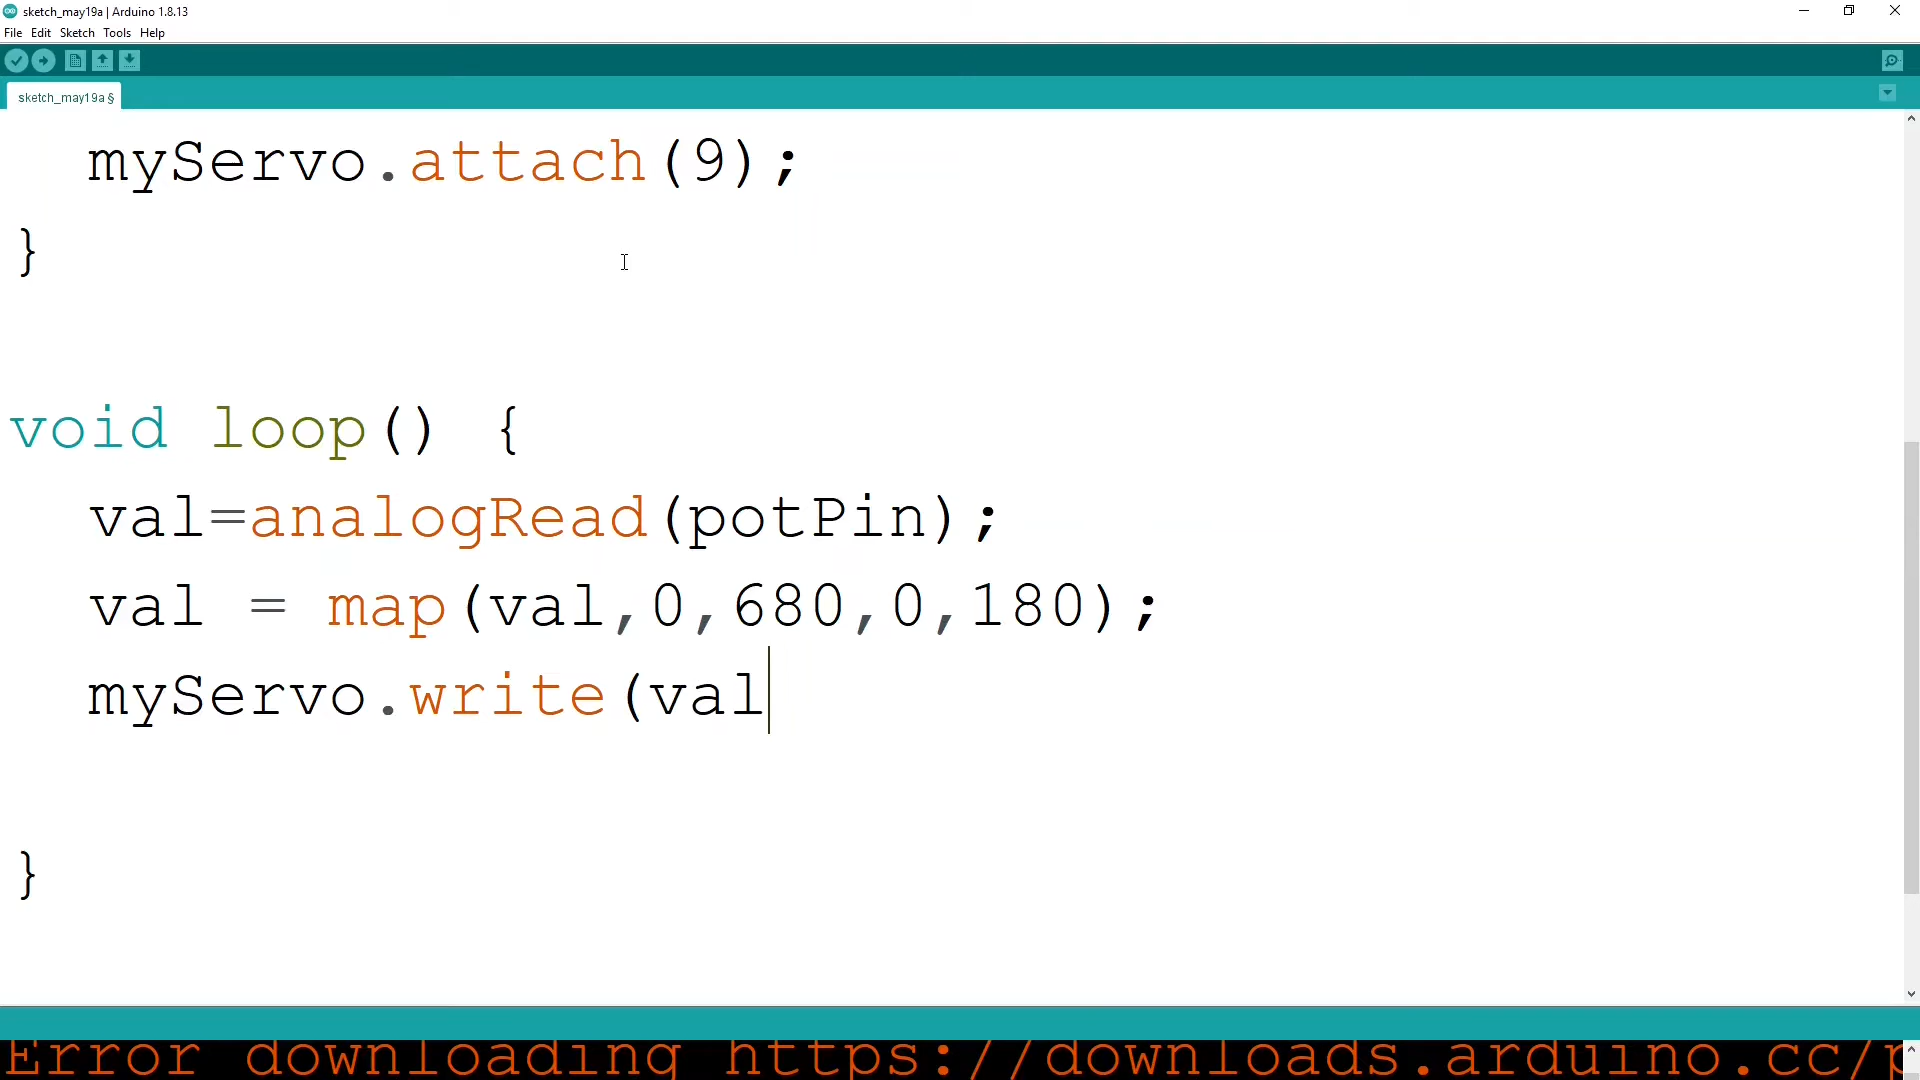 sketch_may19a | Arduino 1.8.13
File Edit Sketch Tools Help
sketch_may19a §
myServo.attach(9);
}
void loop() {
val=analogRead(potPin);
val = map(val,0,680,0,180);
myServo.write(val
}
Error downloading https://downloads.arduino.cc/p